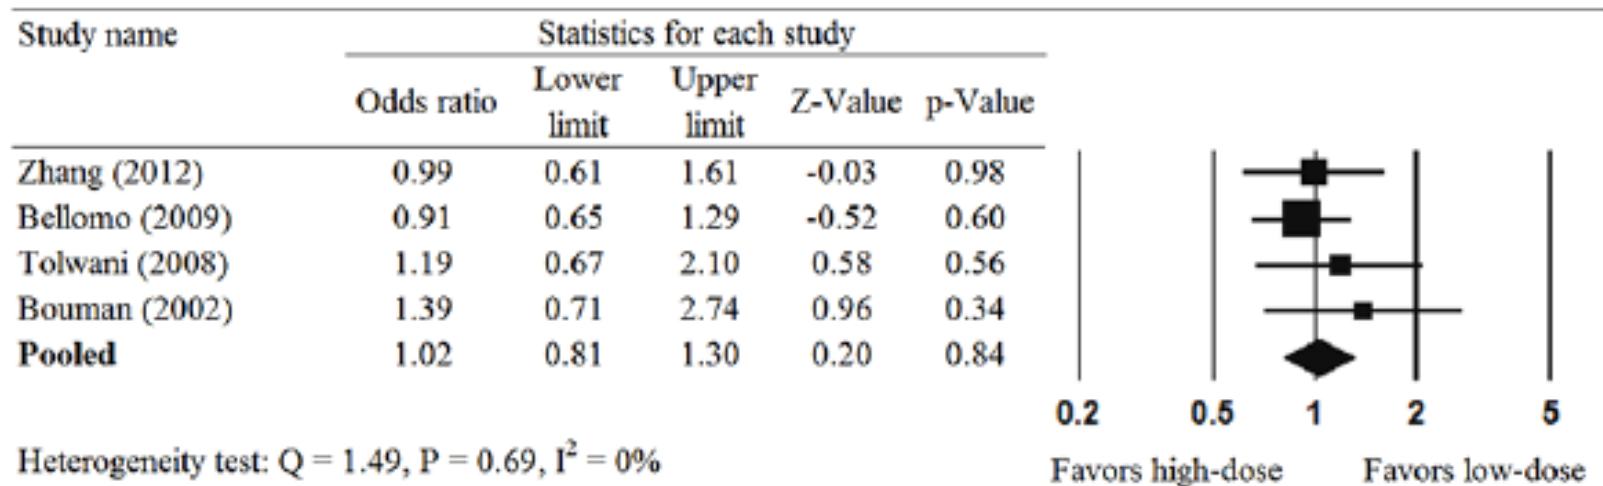 Study name Statistics for each study
Odds ratio Lower limit Upper limit Z-Value p-Value
Zhang (2012) 0.99 0.61 1.61 -0.03 0.98
Bellomo (2009) 0.91 0.65 1.29 -0.52 0.60
Tolwani (2008) 1.19 0.67 2.10 0.58 0.56
Bouman (2002) 1.39 0.71 2.74 0.96 0.34
Pooled 1.02 0.81 1.30 0.20 0.84
0.2 0.5 1 2 5
Heterogeneity test: Q = 1.49, P = 0.69, I² = 0%
Favors high-dose Favors low-dose